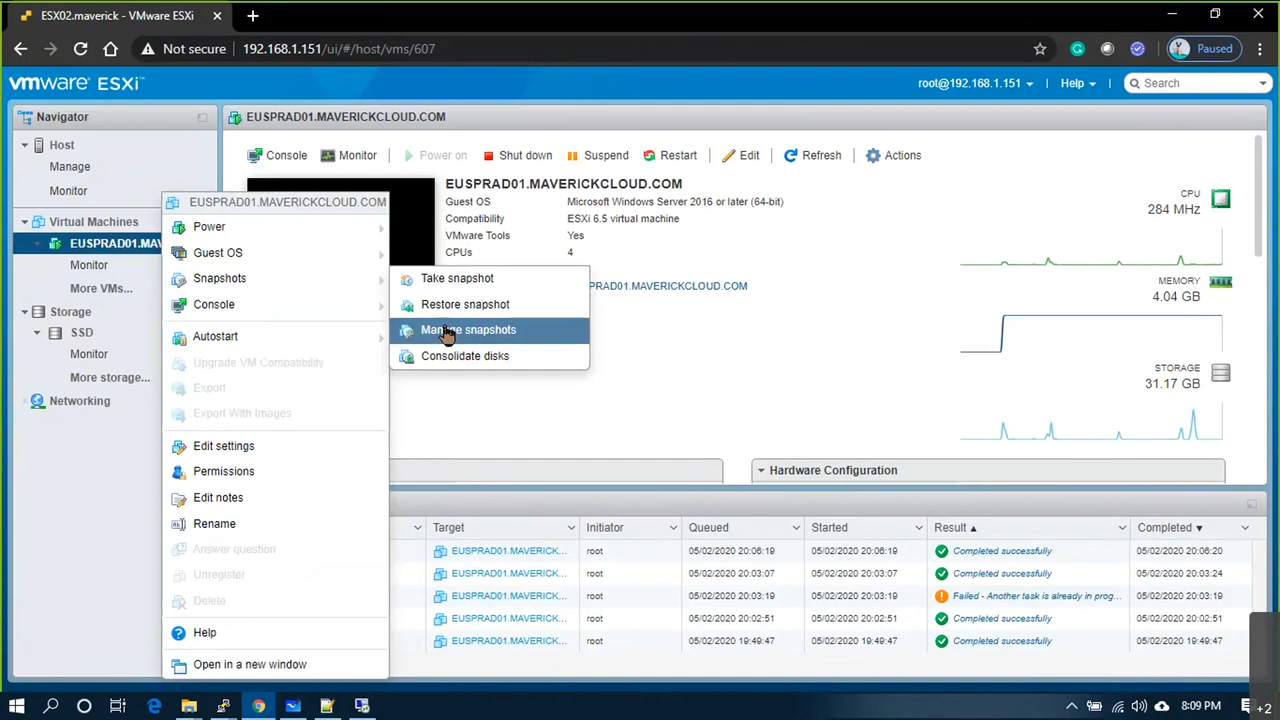 ESX02.maverick - VMware ESXi
Not secure
192.168.1.151/ui/#/host/vms/607
Paused
vmware ESXi
root@192.168.1.151
Help
Search
Navigator
Host
Manage
Monitor
Virtual Machines
EUSPRAD01.MAV
Monitor
More VMs...
Storage
SSD
Monitor
More storage...
Networking
EUSPRAD01.MAVERICKCLOUD.COM
Console
Monitor
Power on
Shut down
Suspend
Restart
Edit
Refresh
Actions
EUSPRAD01.MAVERICKCLOUD.COM
Guest OS Microsoft Windows Server 2016 or later (64-bit)
Compatibility ESXi 6.5 virtual machine
VMware Tools Yes
CPUs 4
PRAD01.MAVERICKCLOUD.COM
CPU
284 MHz
MEMORY
4.04 GB
STORAGE
31.17 GB
Hardware Configuration
EUSPRAD01.MAVERICKCLOUD.COM
Power
Guest OS
Snapshots
Console
Autostart
Upgrade VM Compatibility
Export
Export With Images
Edit settings
Permissions
Edit notes
Rename
Answer question
Unregister
Delete
Help
Open in a new window
Take snapshot
Restore snapshot
Manage snapshots
Consolidate disks
Target Initiator Queued Started Result Completed
EUSPRAD01.MAVERICK... root 05/02/2020 20:06:19 05/02/2020 20:06:19 Completed successfully 05/02/2020 20:06:20
EUSPRAD01.MAVERICK... root 05/02/2020 20:03:07 05/02/2020 20:03:07 Completed successfully 05/02/2020 20:03:24
EUSPRAD01.MAVERICK... root 05/02/2020 20:03:19 05/02/2020 20:03:19 Failed - Another task is already in prog... 05/02/2020 20:03:19
EUSPRAD01.MAVERICK... root 05/02/2020 20:02:51 05/02/2020 20:02:51 Completed successfully 05/02/2020 20:02:51
EUSPRAD01.MAVERICK... root 05/02/2020 19:49:47 05/02/2020 19:49:47 Completed successfully 05/02/2020 19:49:47
8:09 PM
+2